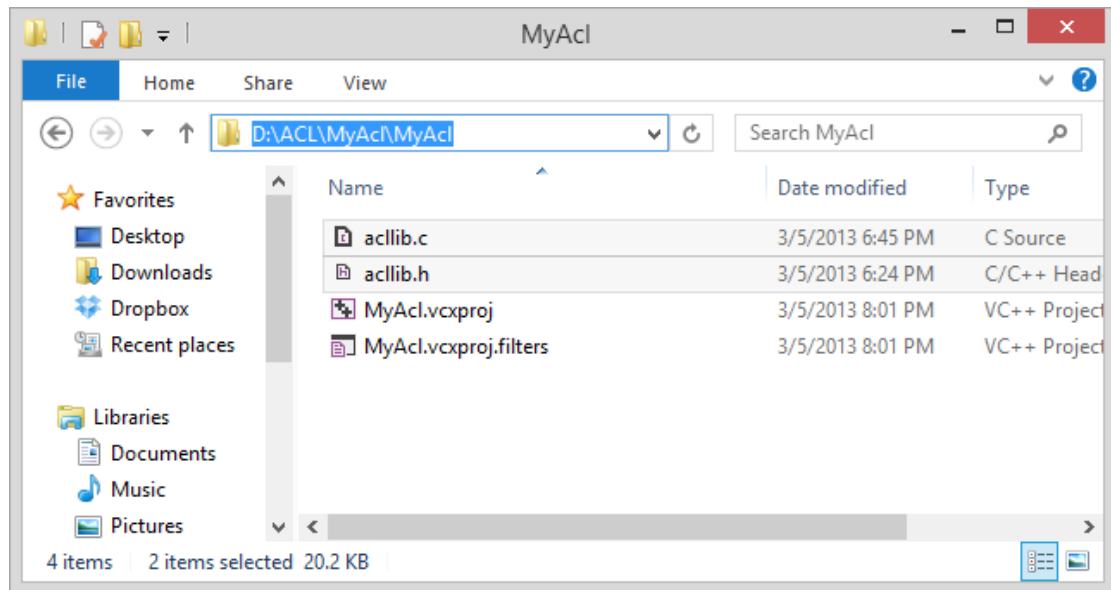 MyAcl
File Home Share View
D:\ACL\MyAcl\MyAcl Search MyAcl
Favorites
Desktop
Downloads
Dropbox
Recent places
Libraries
Documents
Music
Pictures
Name Date modified Type
acllib.c 3/5/2013 6:45 PM C Source
acllib.h 3/5/2013 6:24 PM C/C++ Head
MyAcl.vcxproj 3/5/2013 8:01 PM VC++ Project
MyAcl.vcxproj.filters 3/5/2013 8:01 PM VC++ Project
4 items 2 items selected 20.2 KB